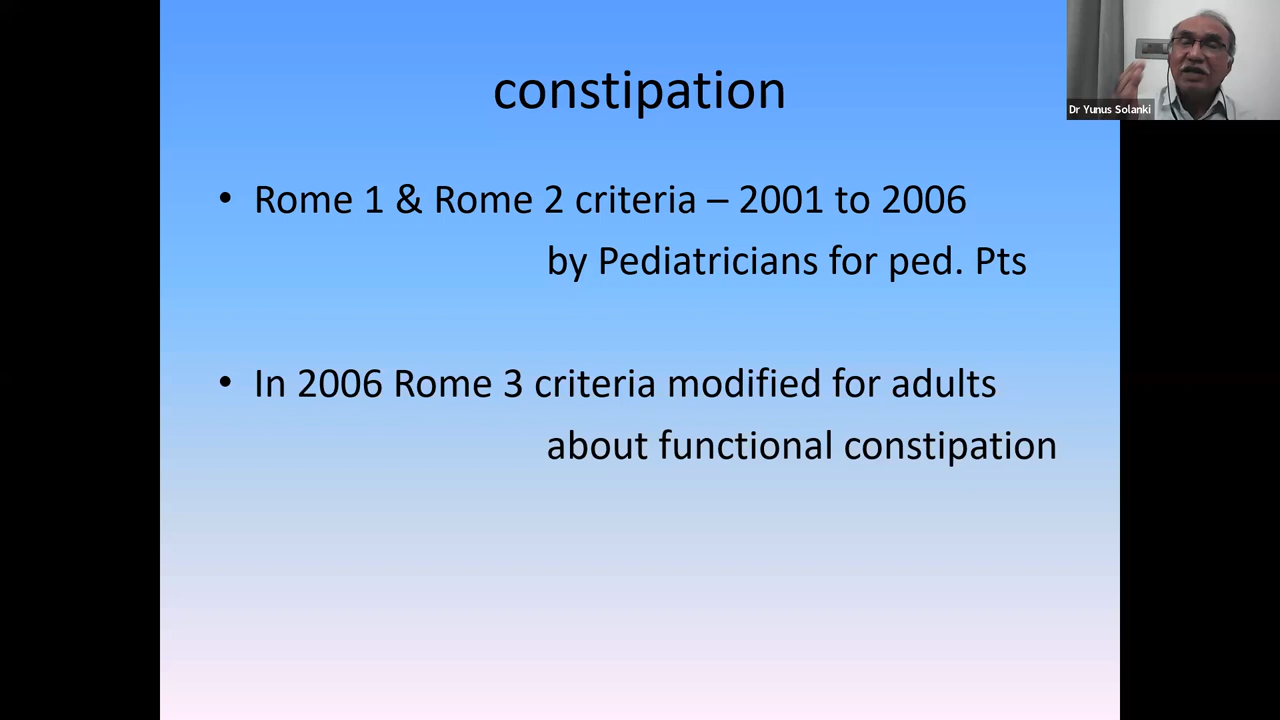 constipation
Dr Yunus Solanki
• Rome 1 & Rome 2 criteria – 2001 to 2006
by Pediatricians for ped. Pts
• In 2006 Rome 3 criteria modified for adults
about functional constipation